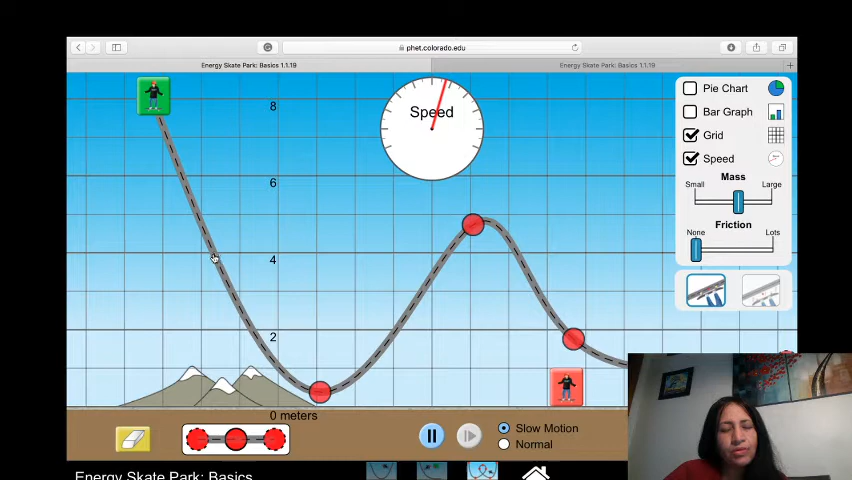 phet.colorado.edu
Energy Skate Park: Basics 1.1.19
Energy Skate Park: Basics 1.1.19
8
Speed
6
4
2
0 meters
Pie Chart
Bar Graph
Grid
Speed
Mass
Small
Large
Friction
None
Lots
Slow Motion
Normal
Energy Skate Park: Basics